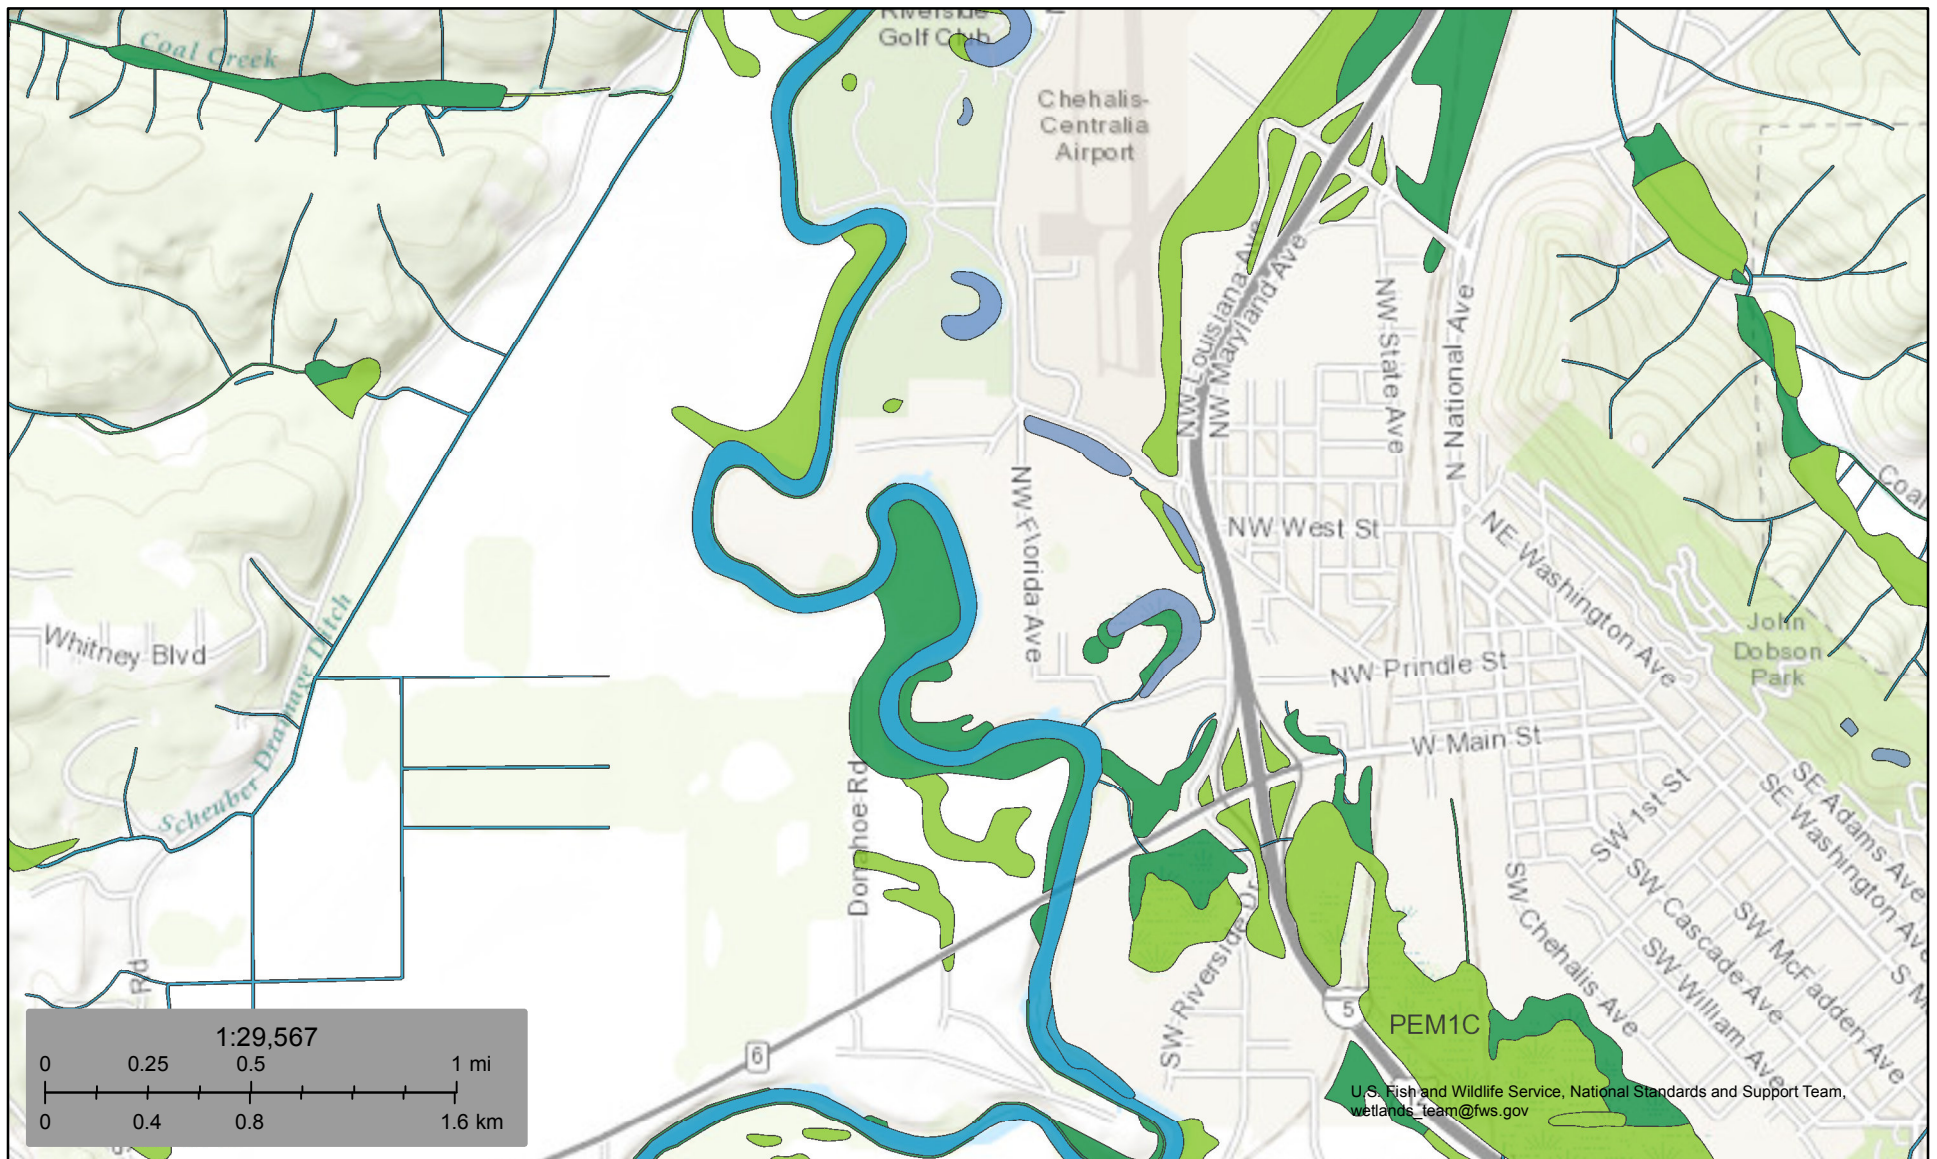 Riverside
Golf Club
Coal Creek
Chehalis-
Centralia
Airport
NW Louisiana Ave
NW Maryland Ave
NW State Ave
N National Ave
Coal
NW Florida Ave
NW West St
NE Washington Ave
John
Dobson
Park
Whitney Blvd
Scheuber Drainage Ditch
NW Prindle St
W Main St
Donahoe Rd
SW 1st St
SE Adams Ave
SE Washington Ave
SW Chehalis Ave
SW Cascade Ave
SW McFadden Ave
SW William Ave
S M
SW Riverside Dr
Rd
5
PEM1C
6
1:29,567
0 0.25 0.5 1 mi
0 0.4 0.8 1.6 km
U.S. Fish and Wildlife Service, National Standards and Support Team,
wetlands_team@fws.gov